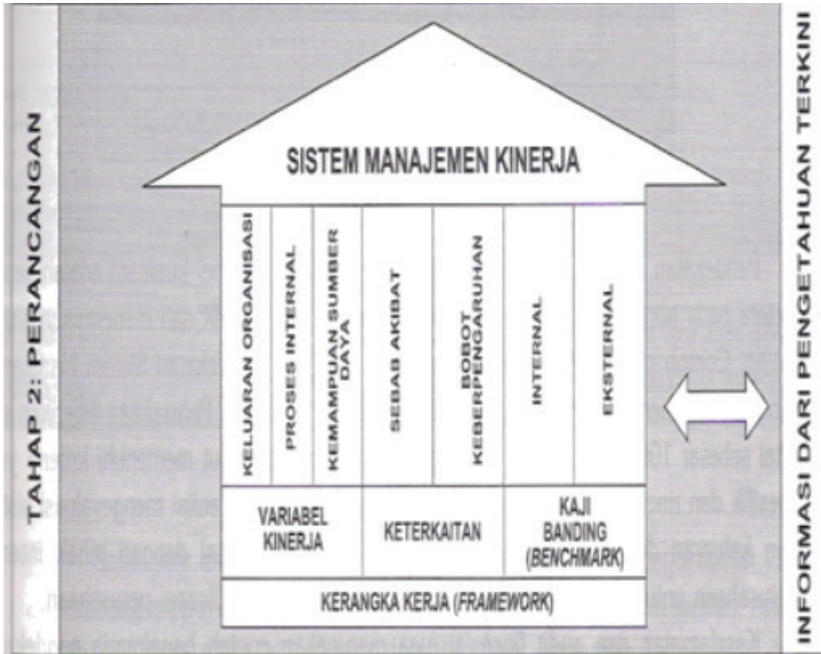 TAHAP 2: PERANCANGAN
SISTEM MANAJEMEN KINERJA
KELUARAN ORGANISASI
PROSES INTERNAL
KEMAMPUAN SUMBER
DAYA
SEBAB AKIBAT
BOBOT
KEBERPENGARUHAN
INTERNAL
EKSTERNAL
VARIABEL
KINERJA
KETERKAITAN
KAJI
BANDING
(BENCHMARK)
KERANGKA KERJA (FRAMEWORK)
INFORMASI DARI PENGETAHUAN TERKINI